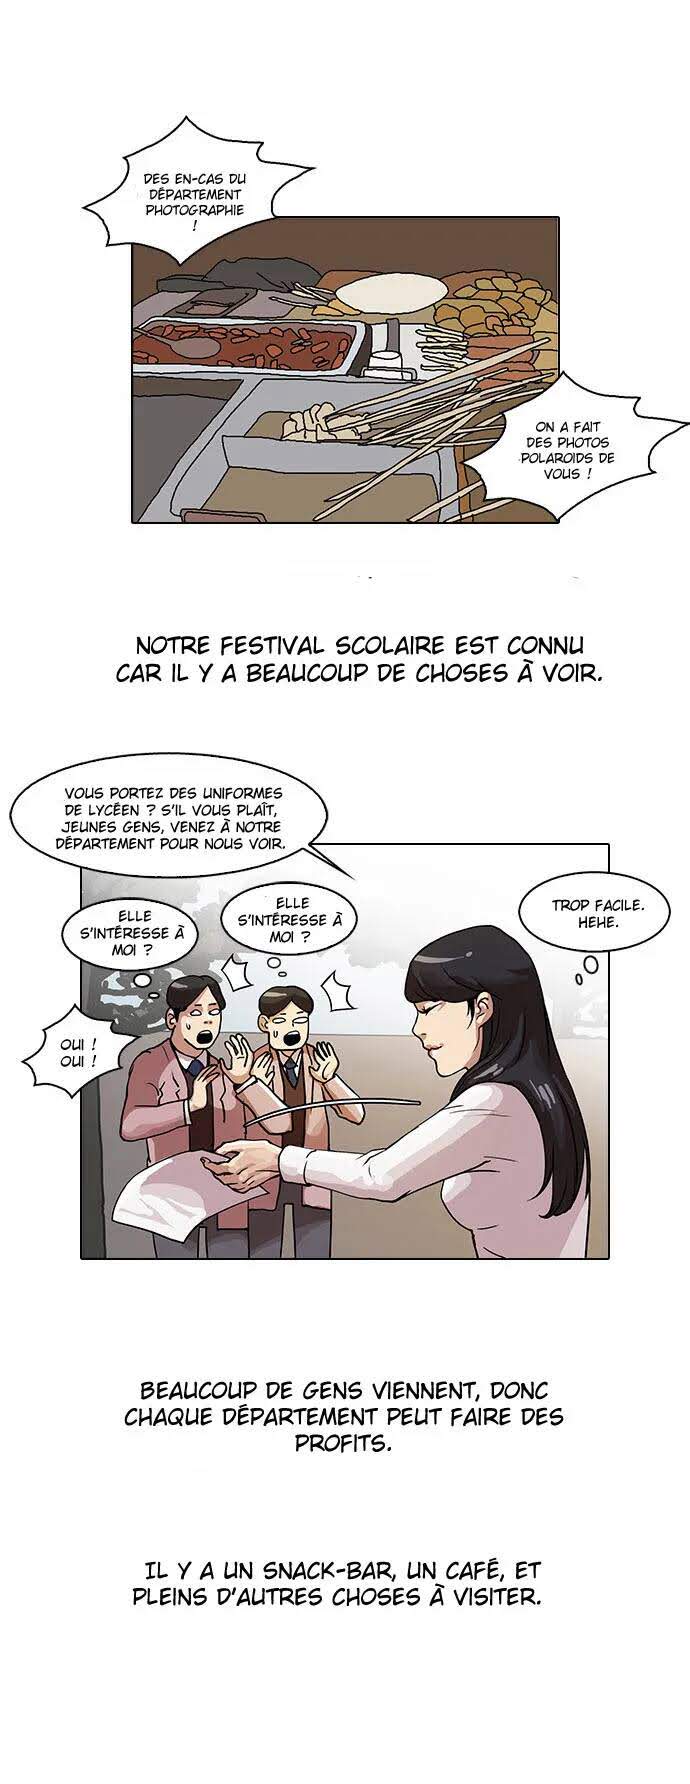 DES EN-CAS DU
DÉPARTEMENT
PHOTOGRAPHIE
!
ON A FAIT
DES PHOTOS
POLAROIDS DE
VOUS !
NOTRE FESTIVAL SCOLAIRE EST CONNU
CAR IL Y A BEAUCOUP DE CHOSES À VOIR.
VOUS PORTEZ DES UNIFORMES
DE LYCÉEN ? S'IL VOUS PLAÎT,
JEUNES GENS, VENEZ À NOTRE
DÉPARTEMENT POUR NOUS VOIR.
ELLE
S'INTÉRESSE À
MOI ?
ELLE
S'INTÉRESSE À
MOI ?
TROP FACILE.
HEHE.
OUI !
OUI !
BEAUCOUP DE GENS VIENNENT, DONC
CHAQUE DÉPARTEMENT PEUT FAIRE DES
PROFITS.
IL Y A UN SNACK-BAR, UN CAFÉ, ET
PLEINS D'AUTRES CHOSES À VISITER.